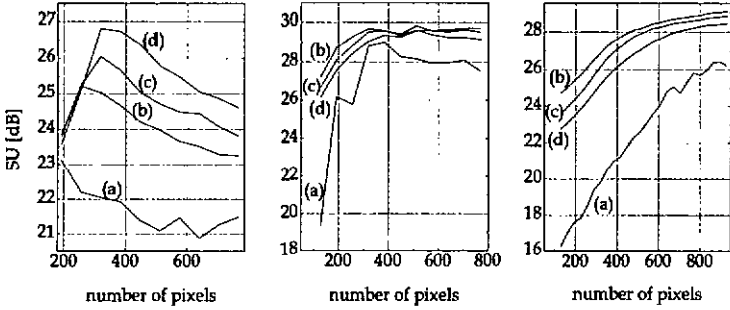 SU [dB]
27
26
25
24
23
22
21
(d)
(c)
(b)
(a)
200 400 600
number of pixels
30
28
26
24
22
20
18
(b)
(c)
(d)
(a)
0 200 400 600 800
number of pixels
28
26
24
22
20
18
16
(b)
(c)
(d)
(a)
200 400 600 800
number of pixels